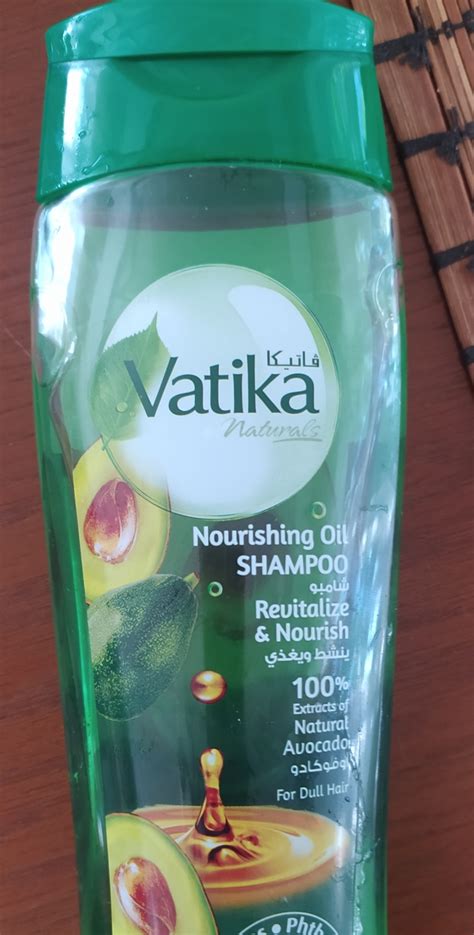 ڤاتيكا
Vatika
Naturals
Nourishing Oil
SHAMPOO
شامبو
Revitalize
& Nourish
ينشط ويغذي
100%
Extracts of
Natural
Avocado
أوفوكادو
For Dull Hair